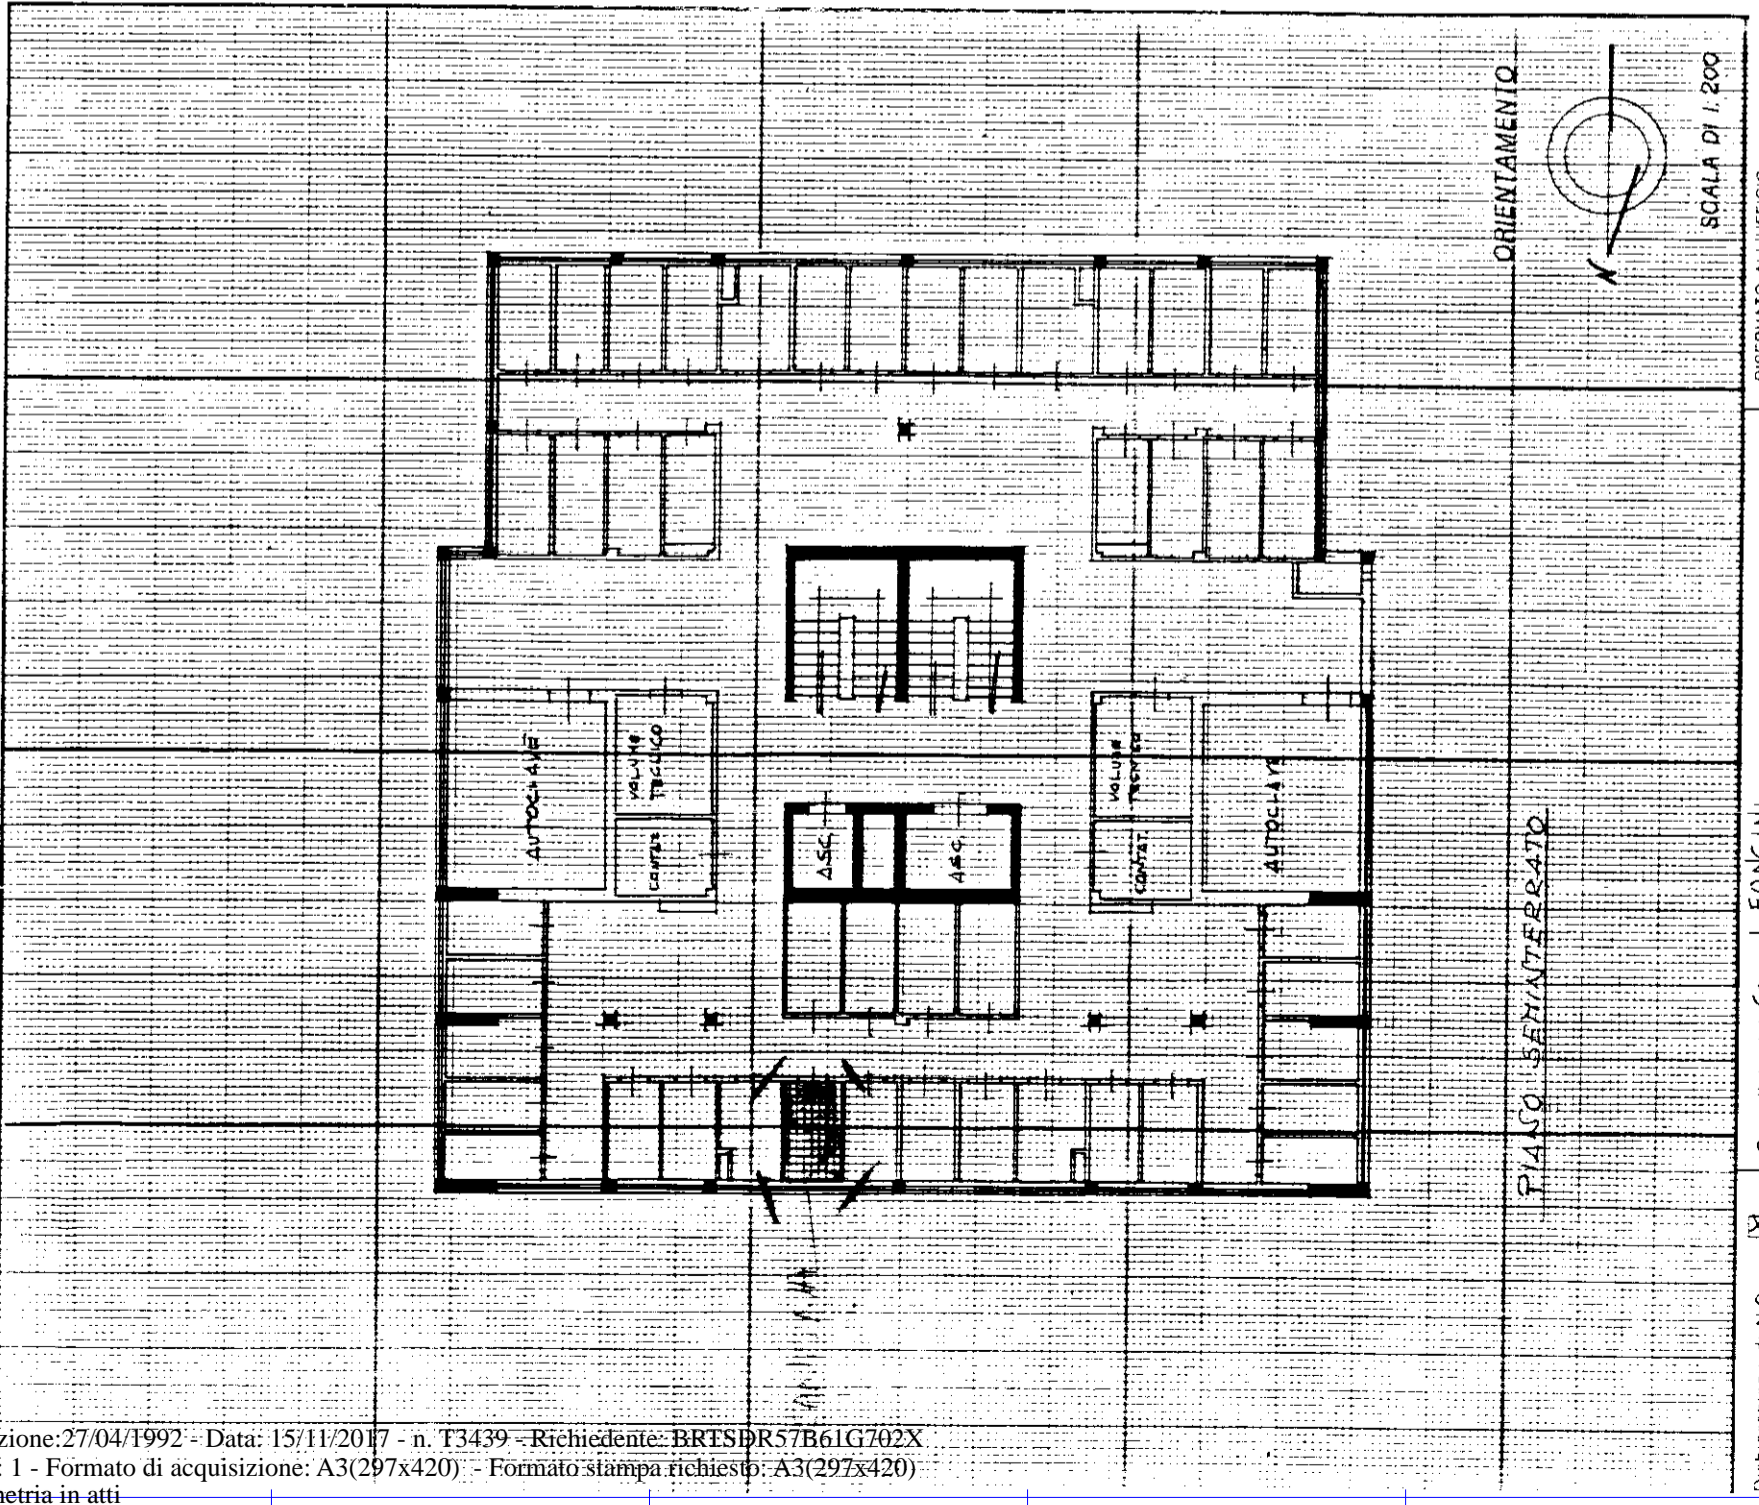 ORIENTAMENTO
N
SCALA DI 1:200
AUTOCLAVE
VOLUME
TECNICO
CONTAT.
ASC.
ASC.
VOLUME
TECNICO
CONTAT.
AUTOCLAVE
PIANO SEMINTERRATO
zione:27/04/1992 - Data: 15/11/2017 - n. T3439 - Richiedente: BRTSDR57B61G702X
: 1 - Formato di acquisizione: A3(297x420) - Formato stampa richiesto: A3(297x420)
netria in atti